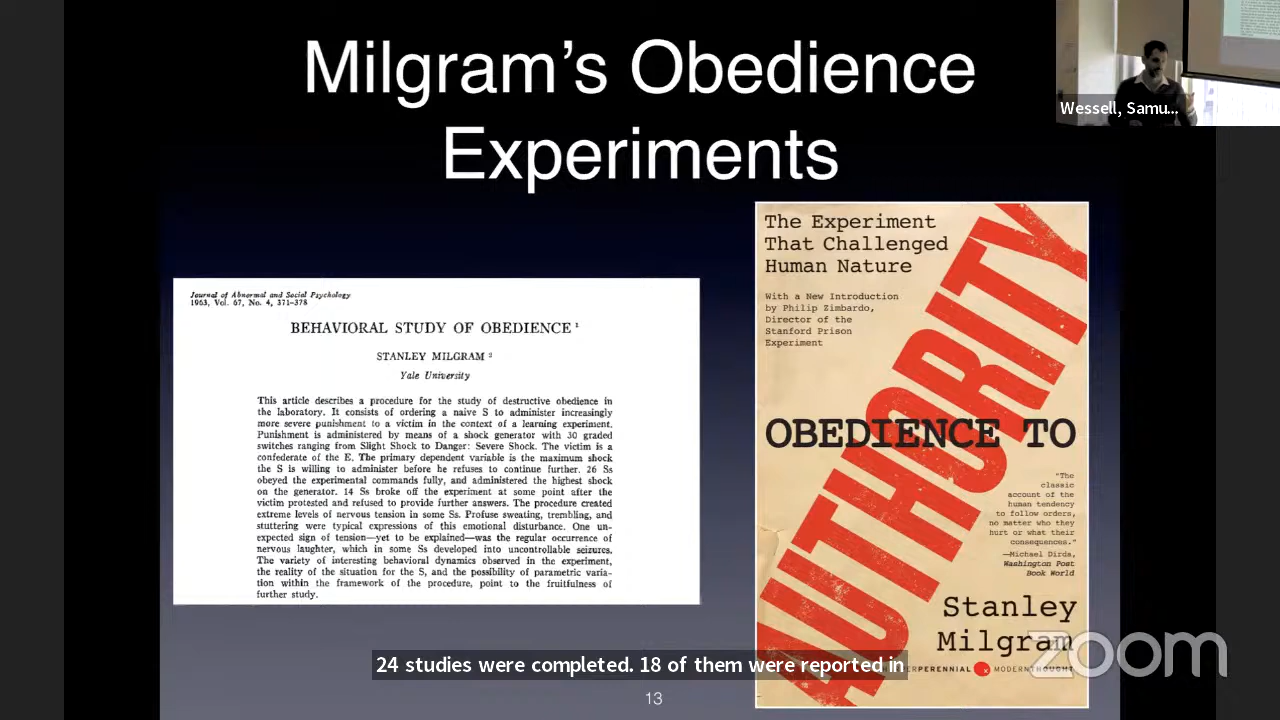 Milgram's Obedience
Experiments
Wessell, Samu...
Journal of Abnormal and Social Psychology
1963, Vol. 67, No. 4, 371–378
BEHAVIORAL STUDY OF OBEDIENCE ¹
STANLEY MILGRAM ²
Yale University
This article describes a procedure for the study of destructive obedience in
the laboratory. It consists of ordering a naive S to administer increasingly
more severe punishment to a victim in the context of a learning experiment.
Punishment is administered by means of a shock generator with 30 graded
switches ranging from Slight Shock to Danger: Severe Shock. The victim is a
confederate of the E. The primary dependent variable is the maximum shock
the S is willing to administer before he refuses to continue further. 26 Ss
obeyed the experimental commands fully, and administered the highest shock
on the generator. 14 Ss broke off the experiment at some point after the
victim protested and refused to provide further answers. The procedure created
extreme levels of nervous tension in some Ss. Profuse sweating, trembling, and
stuttering were typical expressions of this emotional disturbance. One un-
expected sign of tension—yet to be explained—was the regular occurrence of
nervous laughter, which in some Ss developed into uncontrollable seizures.
The variety of interesting behavioral dynamics observed in the experiment,
the reality of the situation for the S, and the possibility of parametric varia-
tion within the framework of the procedure, point to the fruitfulness of
further study.
The Experiment
That Challenged
Human Nature
With a New Introduction
by Philip Zimbardo,
Director of the
Stanford Prison
Experiment
OBEDIENCE TO
AUTHORITY
"The
classic
account of the
human tendency
to follow orders,
no matter who they
hurt or what their
consequences."
—Michael Dirda,
Washington Post
Book World
Stanley
Milgram
PERENNIAL MODERNTHOUGHT
zoom
24 studies were completed. 18 of them were reported in
13